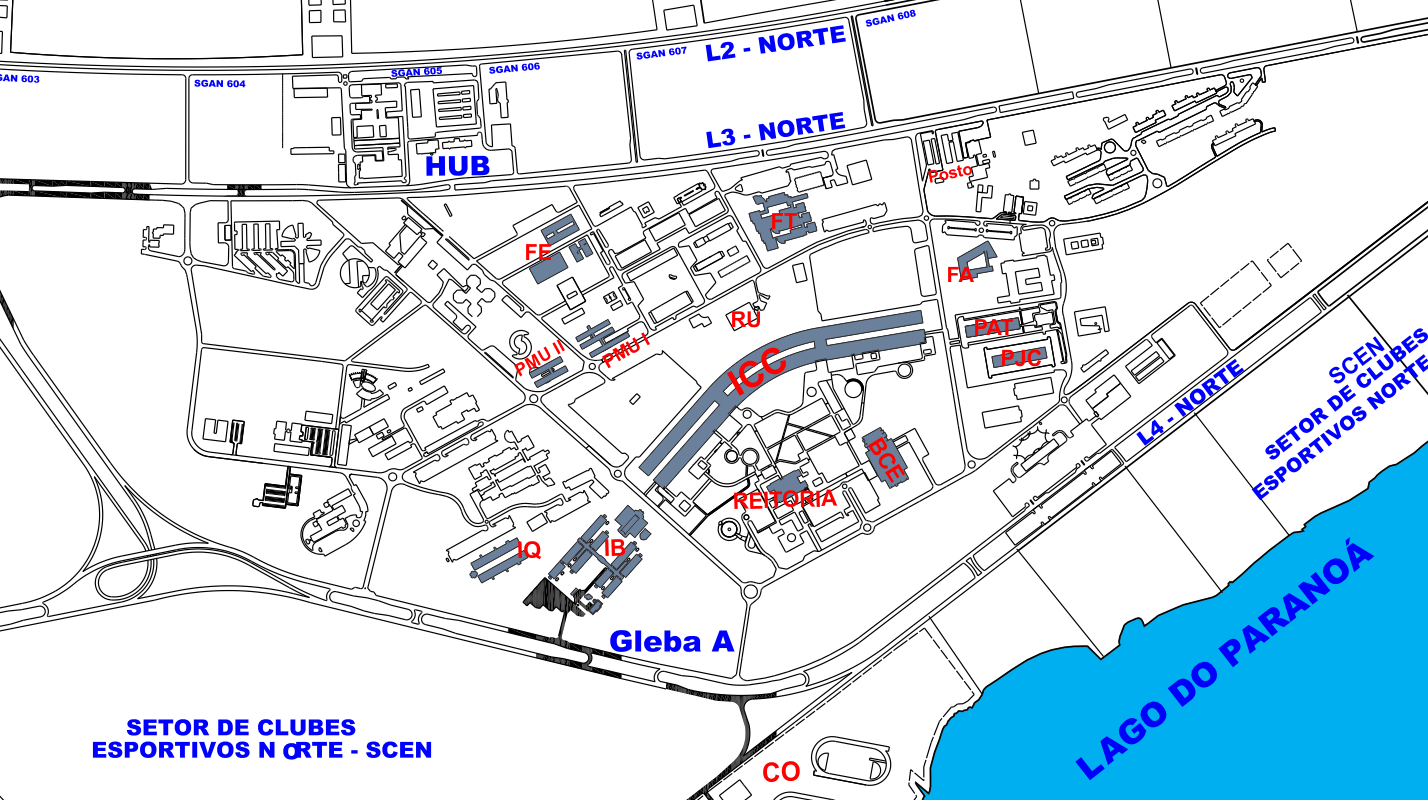 SGAN 608
L2 - NORTE
SGAN 607
SGAN 606
SGAN 605
SGAN 603
SGAN 604
L3 - NORTE
HUB
Posto
FT
FE
FA
RU
PAT
PMU I
PMU II
PJC
ICC
SCEN
SETOR DE CLUBES
ESPORTIVOS NORTE
L4 - NORTE
BCE
REITORIA
IQ
IB
Gleba A
LAGO DO PARANOÁ
SETOR DE CLUBES
ESPORTIVOS NORTE - SCEN
CO